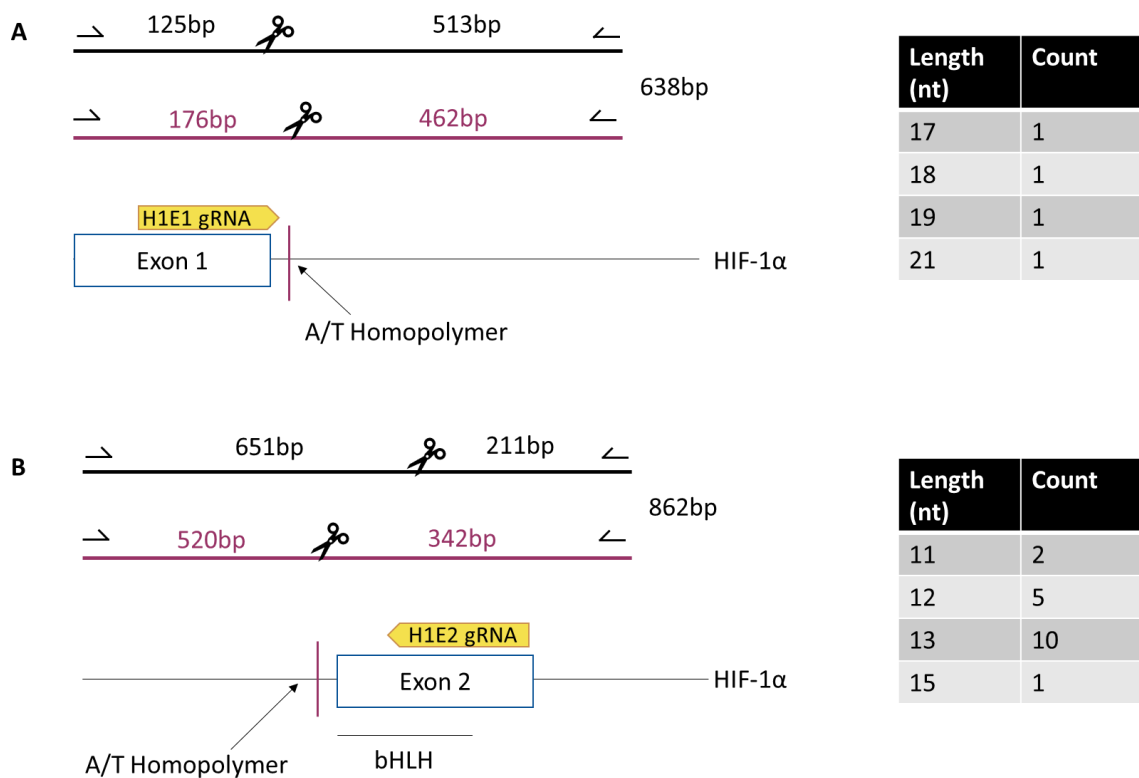 A
125bp
513bp
638bp
176bp
462bp
H1E1 gRNA
Exon 1
HIF-1α
A/T Homopolymer
Length (nt) Count
17 1
18 1
19 1
21 1
B
651bp
211bp
862bp
520bp
342bp
H1E2 gRNA
Exon 2
HIF-1α
A/T Homopolymer
bHLH
Length (nt) Count
11 2
12 5
13 10
15 1